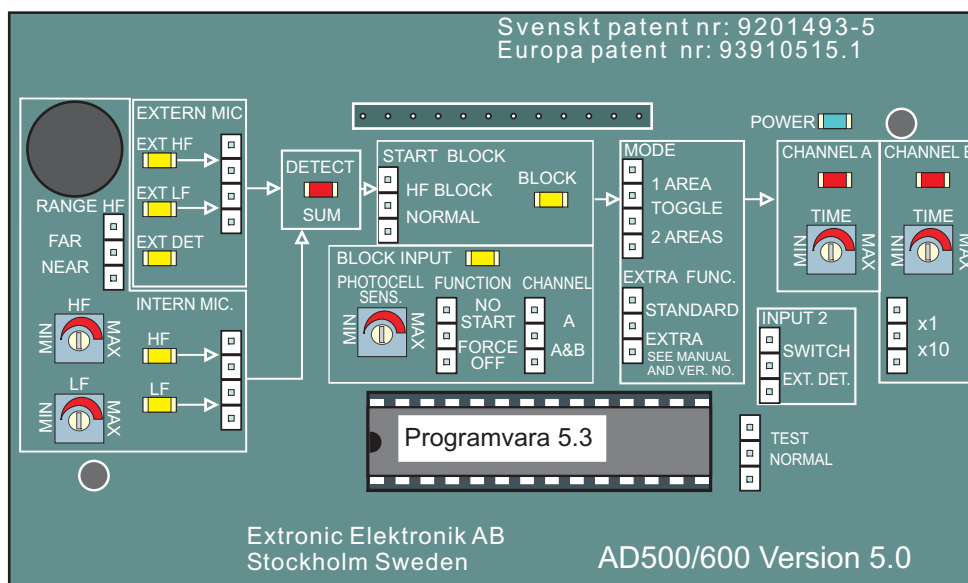 Svenskt patent nr: 9201493-5
Europa patent nr: 93910515.1
EXTERN MIC
EXT HF
EXT LF
EXT DET
RANGE HF
FAR
NEAR
HF
MIN
MAX
LF
MIN
MAX
INTERN MIC.
HF
LF
DETECT
SUM
START BLOCK
HF BLOCK
NORMAL
BLOCK
BLOCK INPUT
PHOTOCELL
SENS.
MIN
MAX
FUNCTION
NO
START
FORCE
OFF
CHANNEL
A
A&B
MODE
1 AREA
TOGGLE
2 AREAS
EXTRA FUNC.
STANDARD
EXTRA
SEE MANUAL
AND VER. NO.
POWER
CHANNEL A
TIME
MIN
MAX
CHANNEL B
TIME
MIN
MAX
x1
x10
INPUT 2
SWITCH
EXT. DET.
TEST
NORMAL
Programvara 5.3
Extronic Elektronik AB
Stockholm Sweden
AD500/600 Version 5.0